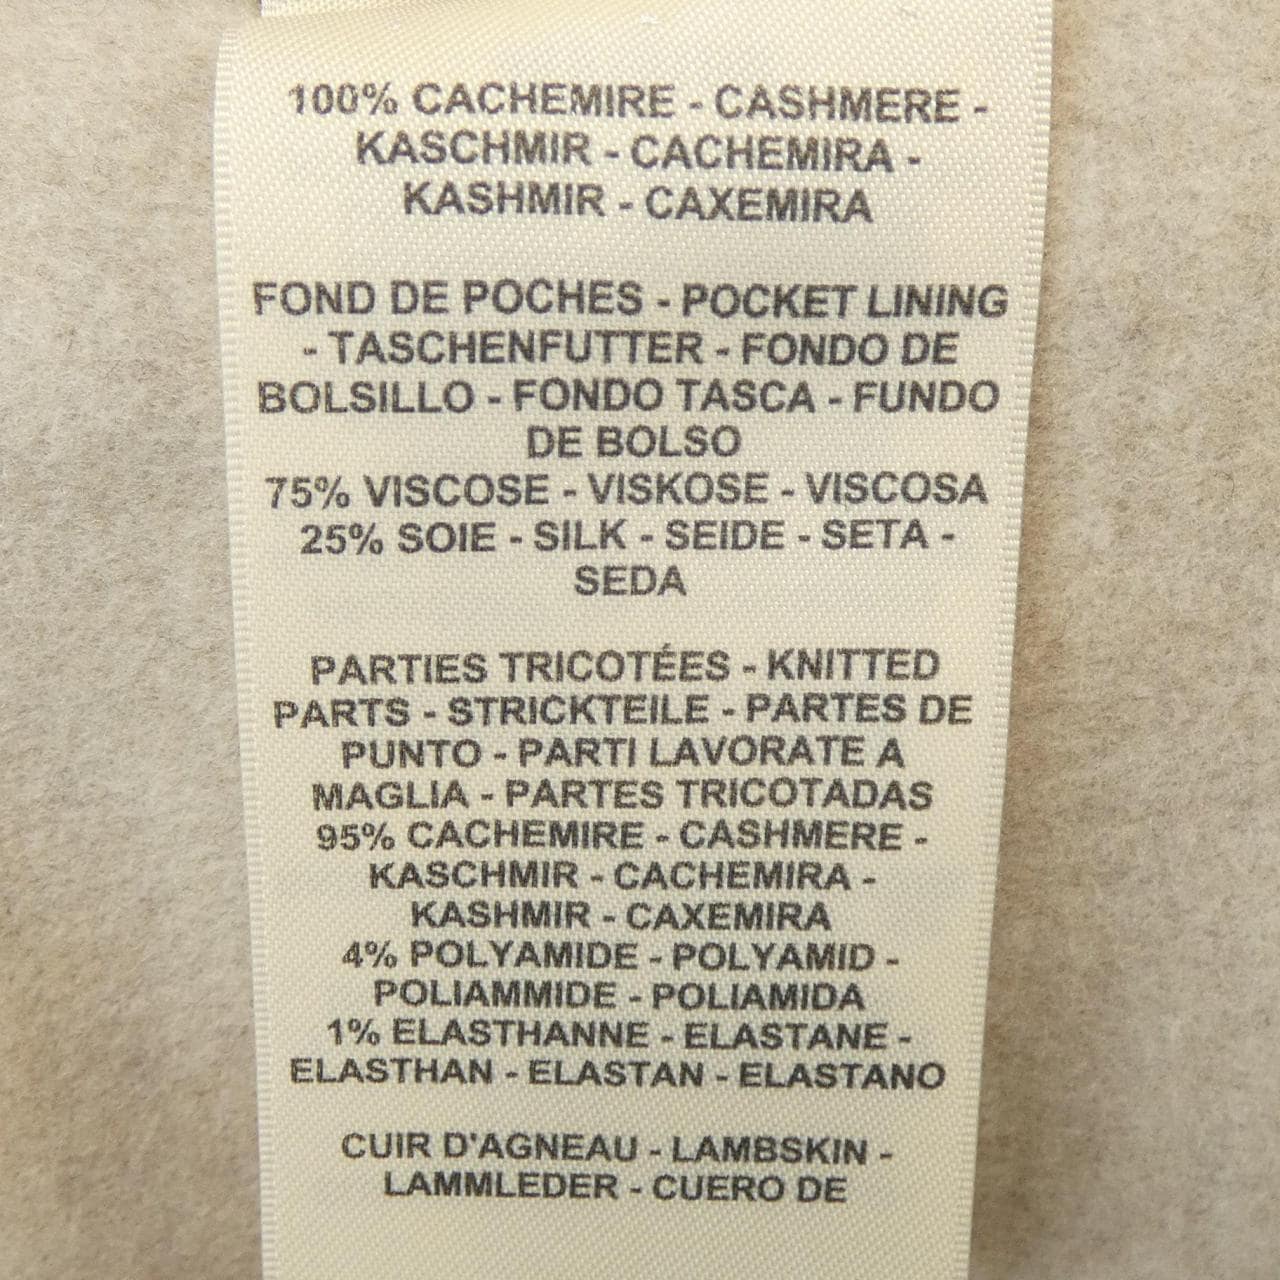 100% CACHEMIRE - CASHMERE -
KASCHMIR - CACHEMIRA -
KASHMIR - CAXEMIRA
FOND DE POCHES - POCKET LINING
- TASCHENFUTTER - FONDO DE
BOLSILLO - FONDO TASCA - FUNDO
DE BOLSO
75% VISCOSE - VISKOSE - VISCOSA
25% SOIE - SILK - SEIDE - SETA -
SEDA
PARTIES TRICOTÉES - KNITTED
PARTS - STRICKTEILE - PARTES DE
PUNTO - PARTI LAVORATE A
MAGLIA - PARTES TRICOTADAS
95% CACHEMIRE - CASHMERE -
KASCHMIR - CACHEMIRA -
KASHMIR - CAXEMIRA
4% POLYAMIDE - POLYAMID -
POLIAMMIDE - POLIAMIDA
1% ELASTHANNE - ELASTANE -
ELASTHAN - ELASTAN - ELASTANO
CUIR D'AGNEAU - LAMBSKIN -
LAMMLEDER - CUERO DE